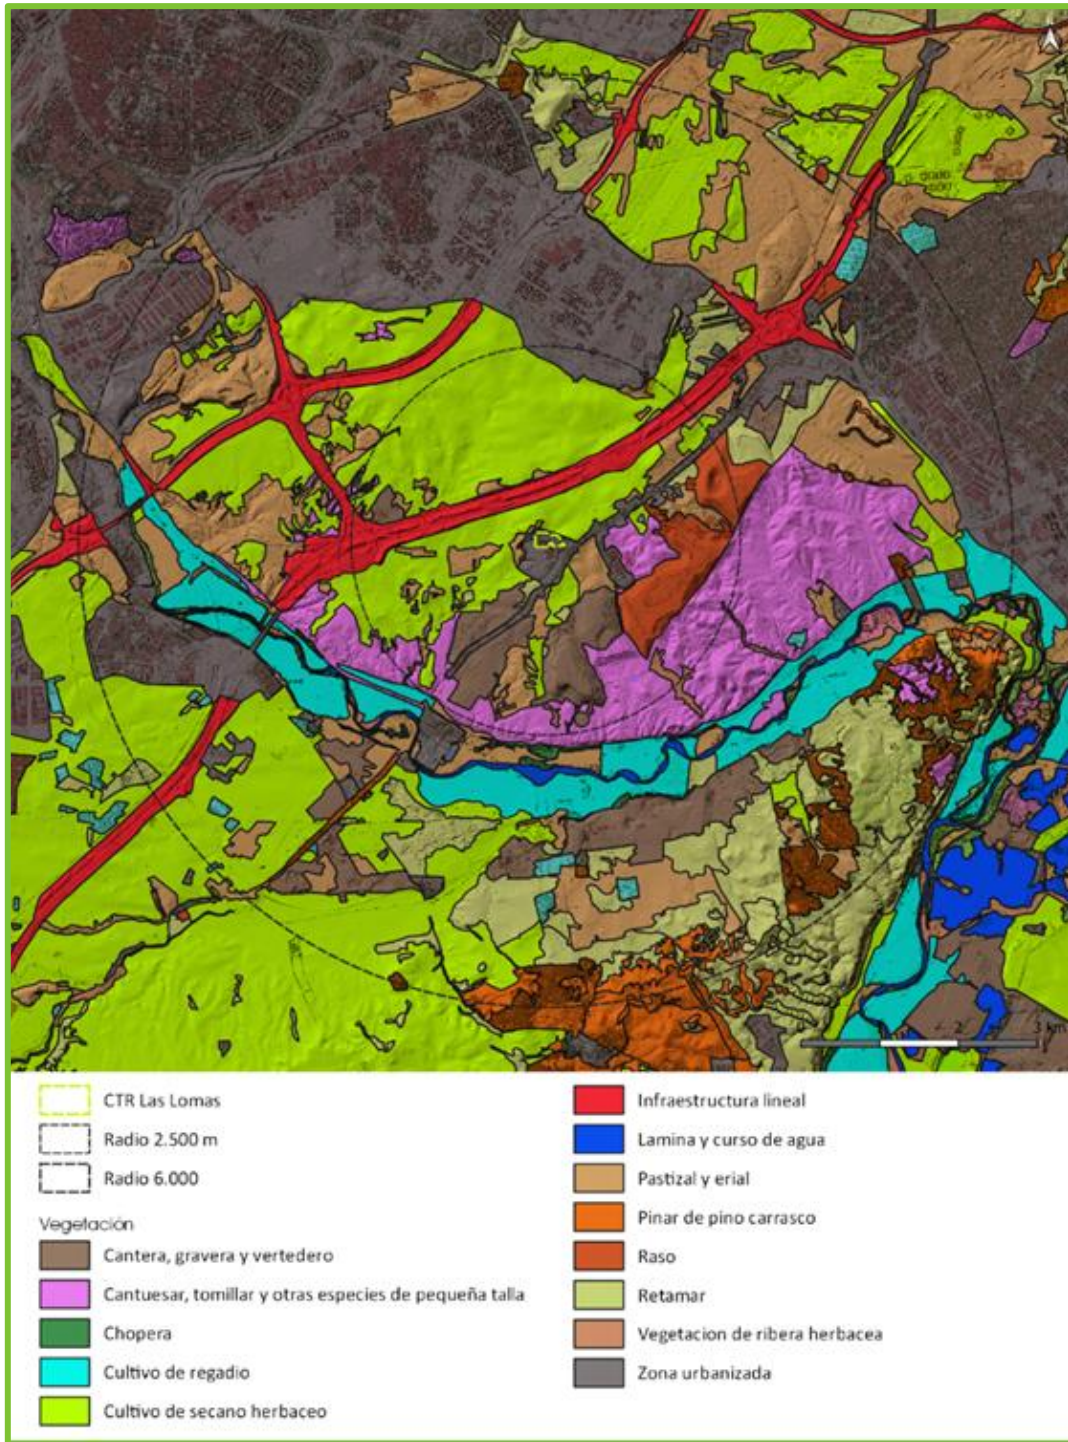 2
3 km
CTR Las Lomas
Radio 2.500 m
Radio 6.000
Vegetación
Cantera, gravera y vertedero
Cantuesar, tomillar y otras especies de pequeña talla
Chopera
Cultivo de regadio
Cultivo de secano herbaceo
Infraestructura lineal
Lamina y curso de agua
Pastizal y erial
Pinar de pino carrasco
Raso
Retamar
Vegetacion de ribera herbacea
Zona urbanizada